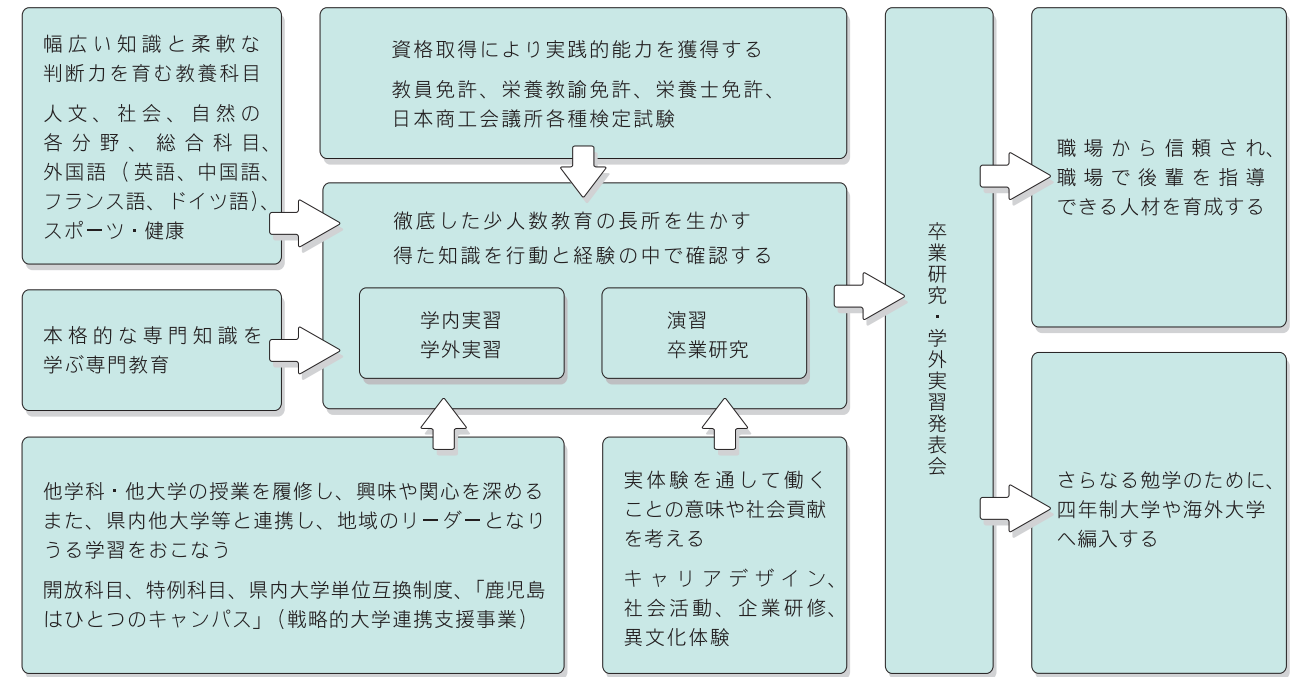 幅広い知識と柔軟な
判断力を育む教養科目
人文、社会、自然の
各分野、総合科目、
外国語（英語、中国語、
フランス語、ドイツ語）、
スポーツ・健康
本格的な専門知識を
学ぶ専門教育
資格取得により実践的能力を獲得する
教員免許、栄養教諭免許、栄養士免許、
日本商工会議所各種検定試験
徹底した少人数教育の長所を生かす
得た知識を行動と経験の中で確認する
学内実習
学外実習
演習
卒業研究
他学科・他大学の授業を履修し、興味や関心を深める
また、県内他大学等と連携し、地域のリーダーとなり
うる学習をおこなう
開放科目、特例科目、県内大学単位互換制度、「鹿児島
はひとつのキャンパス」（戦略的大学連携支援事業）
実体験を通して働く
ことの意味や社会貢献
を考える
キャリアデザイン、
社会活動、企業研修、
異文化体験
卒業研究・学外実習発表会
職場から信頼され、
職場で後輩を指導
できる人材を育成する
さらなる勉学のために、
四年制大学や海外大学
へ編入する